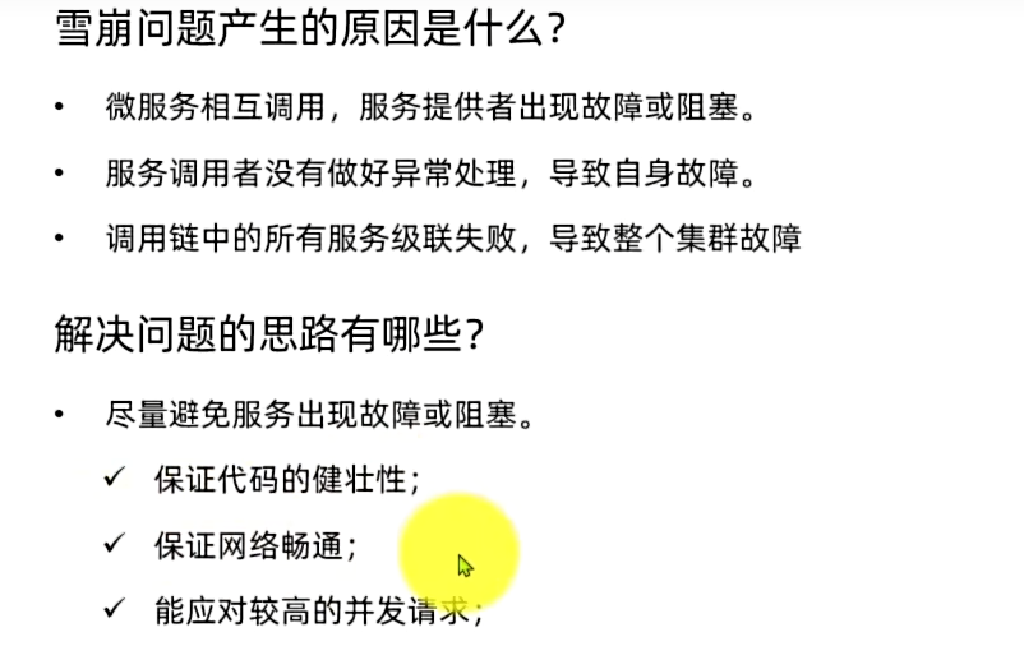 雪崩问题产生的原因是什么?
• 微服务相互调用，服务提供者出现故障或阻塞。
• 服务调用者没有做好异常处理，导致自身故障。
• 调用链中的所有服务级联失败，导致整个集群故障
解决问题的思路有哪些?
• 尽量避免服务出现故障或阻塞。
✓ 保证代码的健壮性;
✓ 保证网络畅通;
✓ 能应对较高的并发请求;